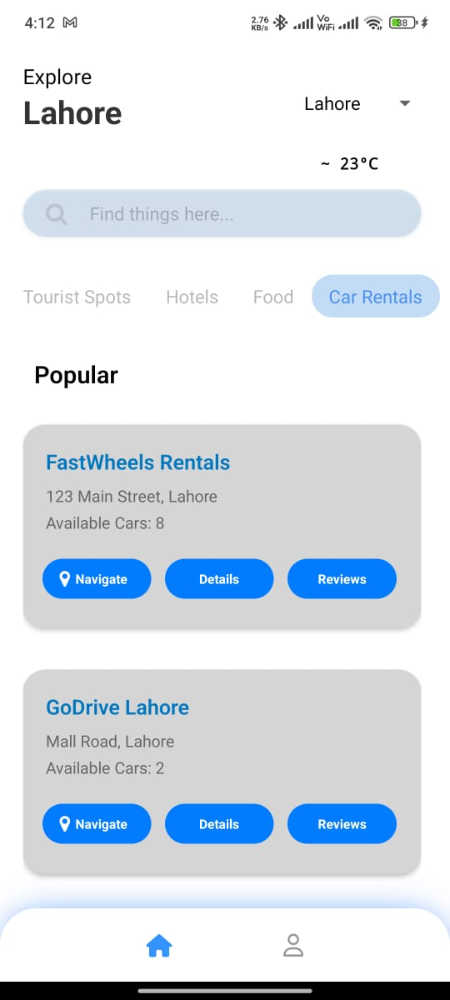 4:12
2.76 KB/s Vo WiFi 38
Explore
Lahore
Lahore
~ 23°C
Find things here...
Tourist Spots Hotels Food Car Rentals
Popular
FastWheels Rentals
123 Main Street, Lahore
Available Cars: 8
Navigate Details Reviews
GoDrive Lahore
Mall Road, Lahore
Available Cars: 2
Navigate Details Reviews